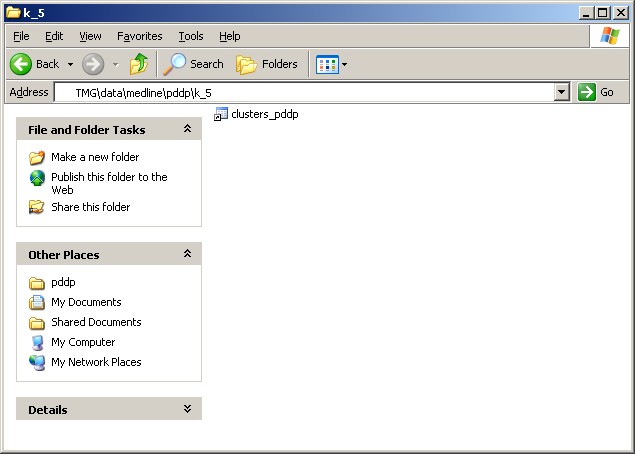 k_5
File Edit View Favorites Tools Help
Back Search Folders
Address TMG\data\medline\pddp\k_5 Go
File and Folder Tasks
Make a new folder
Publish this folder to the
Web
Share this folder
Other Places
pddp
My Documents
Shared Documents
My Computer
My Network Places
Details
clusters_pddp